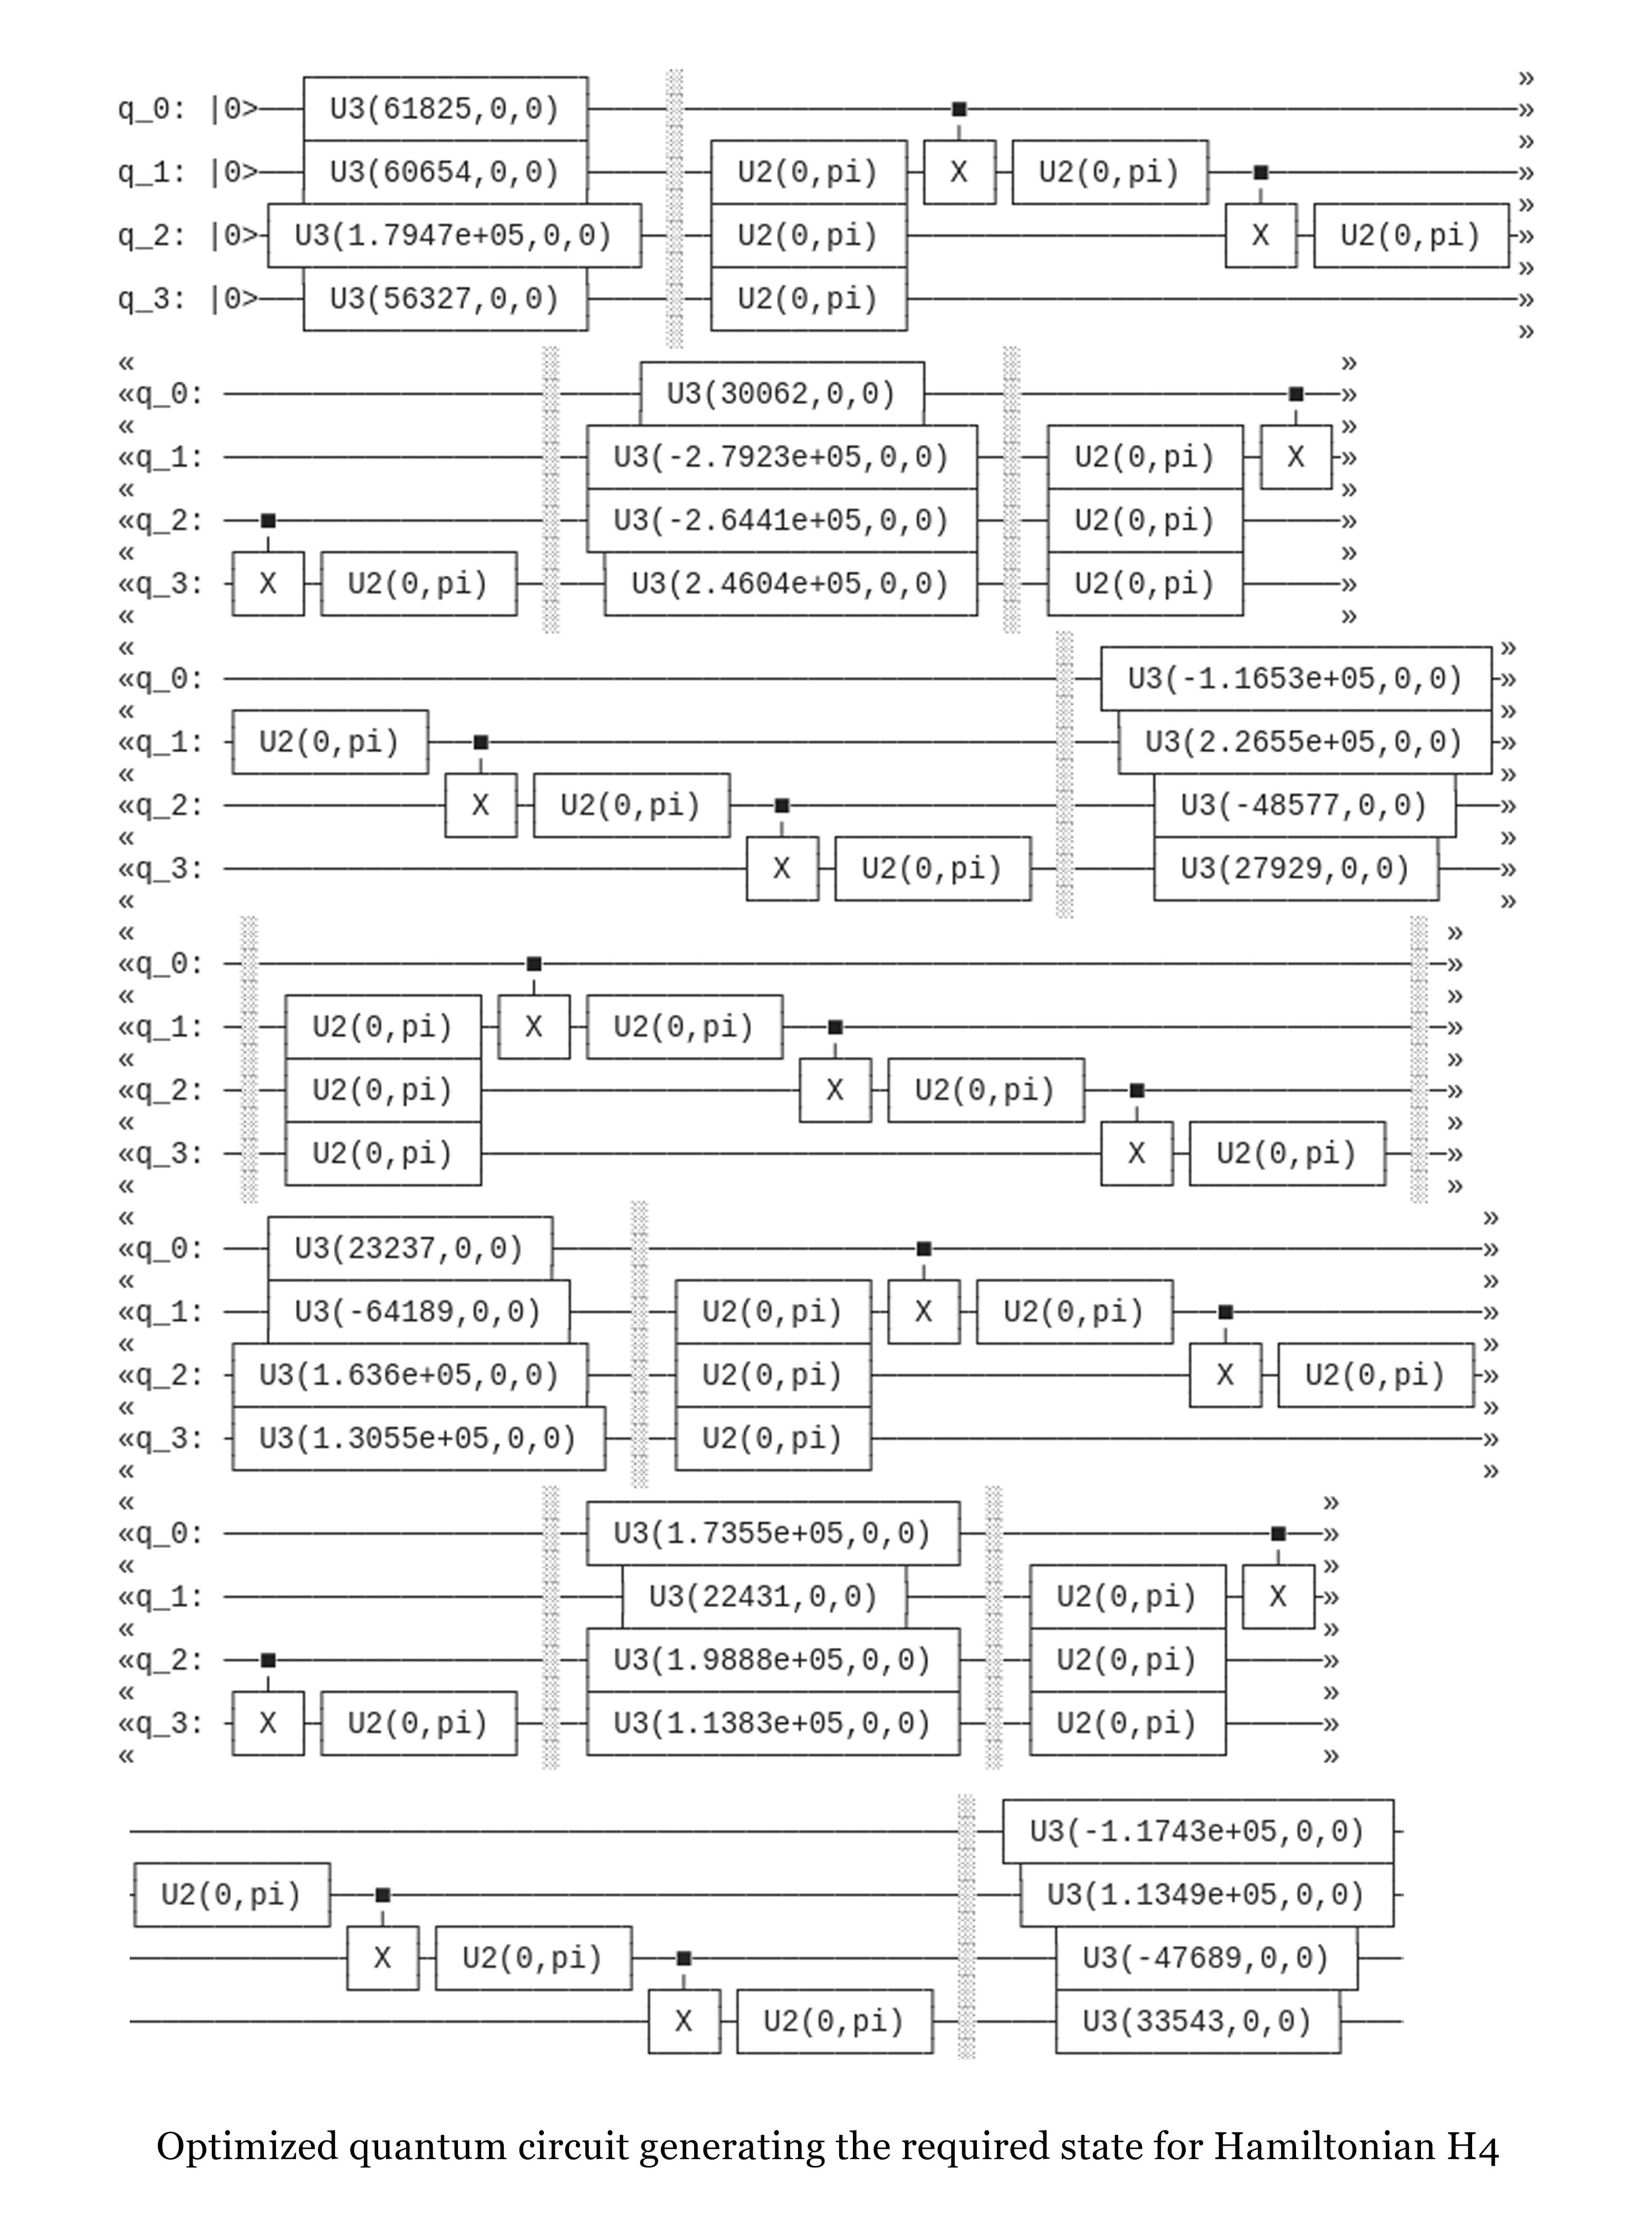 »
q_0: |0> U3(61825,0,0) »
»
q_1: |0> U3(60654,0,0) U2(0,pi) X U2(0,pi) »
»
q_2: |0> U3(1.7947e+05,0,0) U2(0,pi) X U2(0,pi) »
»
q_3: |0> U3(56327,0,0) U2(0,pi) »
»
« »
«q_0: U3(30062,0,0) »
« »
«q_1: U3(-2.7923e+05,0,0) U2(0,pi) X »
« »
«q_2: U3(-2.6441e+05,0,0) U2(0,pi) »
« »
«q_3: X U2(0,pi) U3(2.4604e+05,0,0) U2(0,pi) »
« »
« »
«q_0: U3(-1.1653e+05,0,0) »
« »
«q_1: U2(0,pi) U3(2.2655e+05,0,0) »
« »
«q_2: X U2(0,pi) U3(-48577,0,0) »
« »
«q_3: X U2(0,pi) U3(27929,0,0) »
« »
« »
«q_0: »
« »
«q_1: U2(0,pi) X U2(0,pi) »
« »
«q_2: U2(0,pi) X U2(0,pi) »
« »
«q_3: U2(0,pi) X U2(0,pi) »
« »
« »
«q_0: U3(23237,0,0) »
« »
«q_1: U3(-64189,0,0) U2(0,pi) X U2(0,pi) »
« »
«q_2: U3(1.636e+05,0,0) U2(0,pi) X U2(0,pi) »
« »
«q_3: U3(1.3055e+05,0,0) U2(0,pi) »
« »
« »
«q_0: U3(1.7355e+05,0,0) »
« »
«q_1: U3(22431,0,0) U2(0,pi) X »
« »
«q_2: U3(1.9888e+05,0,0) U2(0,pi) »
« »
«q_3: X U2(0,pi) U3(1.1383e+05,0,0) U2(0,pi) »
« »
U3(-1.1743e+05,0,0)
U2(0,pi) U3(1.1349e+05,0,0)
X U2(0,pi) U3(-47689,0,0)
X U2(0,pi) U3(33543,0,0)
Optimized quantum circuit generating the required state for Hamiltonian H4